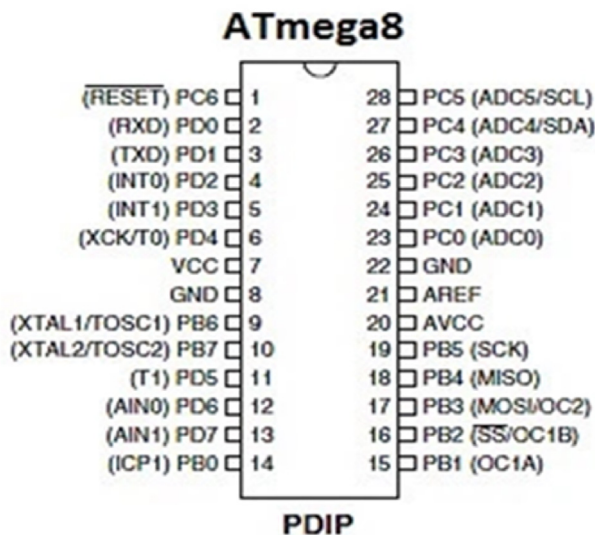 ATmega8
(RESET) PC6 1 28 PC5 (ADC5/SCL)
(RXD) PD0 2 27 PC4 (ADC4/SDA)
(TXD) PD1 3 26 PC3 (ADC3)
(INT0) PD2 4 25 PC2 (ADC2)
(INT1) PD3 5 24 PC1 (ADC1)
(XCK/T0) PD4 6 23 PC0 (ADC0)
VCC 7 22 GND
GND 8 21 AREF
(XTAL1/TOSC1) PB6 9 20 AVCC
(XTAL2/TOSC2) PB7 10 19 PB5 (SCK)
(T1) PD5 11 18 PB4 (MISO)
(AIN0) PD6 12 17 PB3 (MOSI/OC2)
(AIN1) PD7 13 16 PB2 (SS/OC1B)
(ICP1) PB0 14 15 PB1 (OC1A)
PDIP